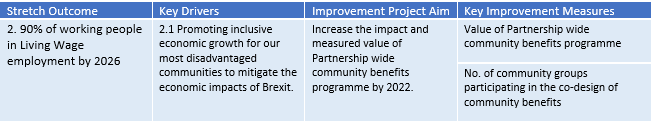 Stretch Outcome
Key Drivers
Improvement Project Aim
Key Improvement Measures
2. 90% of working people
in Living Wage
employment by 2026
2.1 Promoting inclusive
economic growth for our
most disadvantaged
communities to mitigate the
economic impacts of Brexit.
Increase the impact and
measured value of
Partnership wide
community benefits
programme by 2022.
Value of Partnership wide
community benefits programme
No. of community groups
participating in the co-design of
community benefits